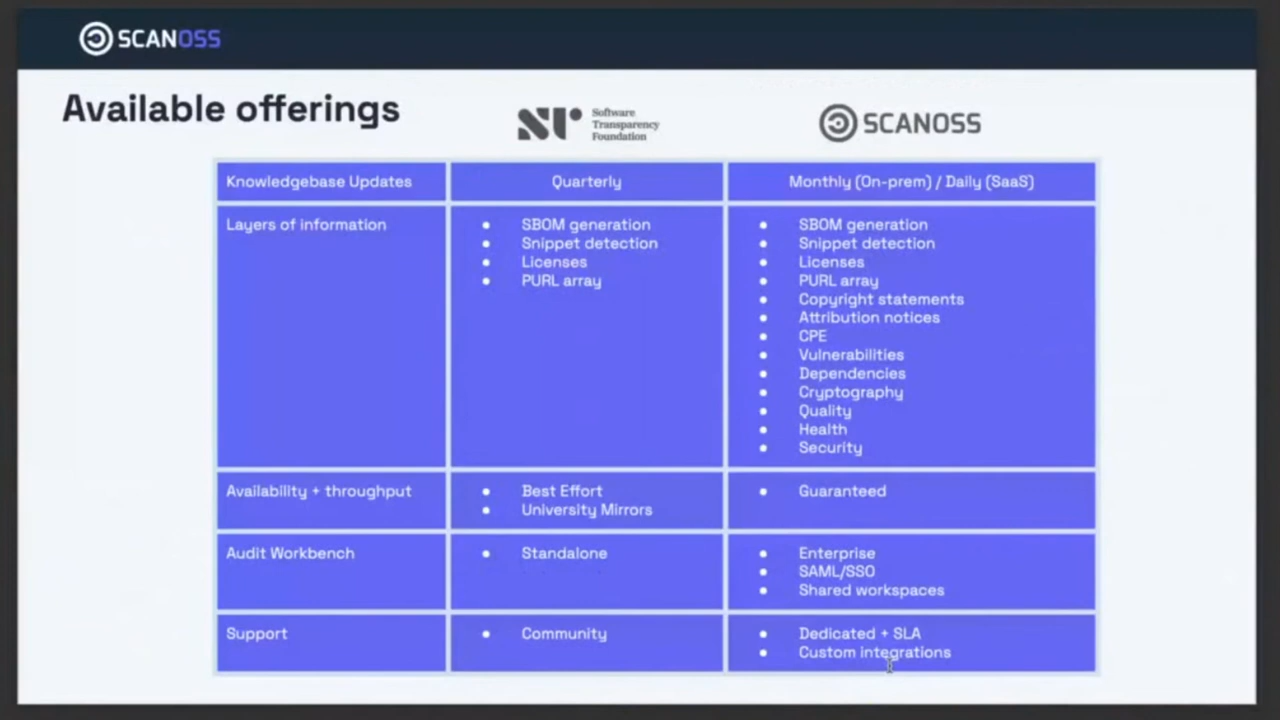 SCANOSS
Available offerings
Software
Transparency
Foundation
SCANOSS
Knowledgebase Updates
Quarterly
Monthly (On-prem) / Daily (SaaS)
Layers of information
● SBOM generation
● Snippet detection
● Licenses
● PURL array
● SBOM generation
● Snippet detection
● Licenses
● PURL array
● Copyright statements
● Attribution notices
● CPE
● Vulnerabilities
● Dependencies
● Cryptography
● Quality
● Health
● Security
Availability + throughput
● Best Effort
● University Mirrors
● Guaranteed
Audit Workbench
● Standalone
● Enterprise
● SAML/SSO
● Shared workspaces
Support
● Community
● Dedicated + SLA
● Custom integrations